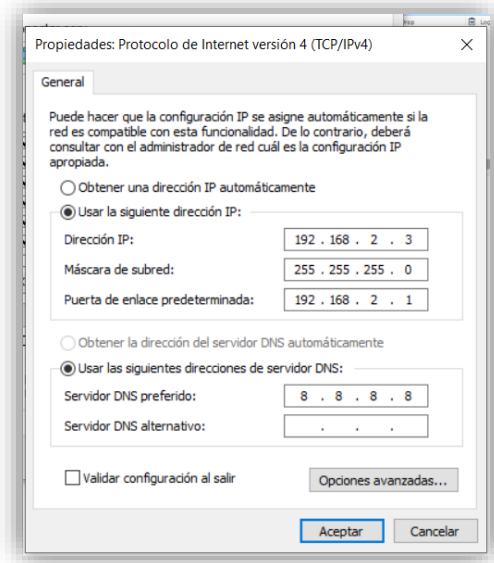 Propiedades: Protocolo de Internet versión 4 (TCP/IPv4)
General
Puede hacer que la configuración IP se asigne automáticamente si la
red es compatible con esta funcionalidad. De lo contrario, deberá
consultar con el administrador de red cuál es la configuración IP
apropiada.
Obtener una dirección IP automáticamente
Usar la siguiente dirección IP:
Dirección IP: 192 . 168 . 2 . 3
Máscara de subred: 255 . 255 . 255 . 0
Puerta de enlace predeterminada: 192 . 168 . 2 . 1
Obtener la dirección del servidor DNS automáticamente
Usar las siguientes direcciones de servidor DNS:
Servidor DNS preferido: 8 . 8 . 8 . 8
Servidor DNS alternativo: . . .
Validar configuración al salir
Opciones avanzadas...
Aceptar Cancelar